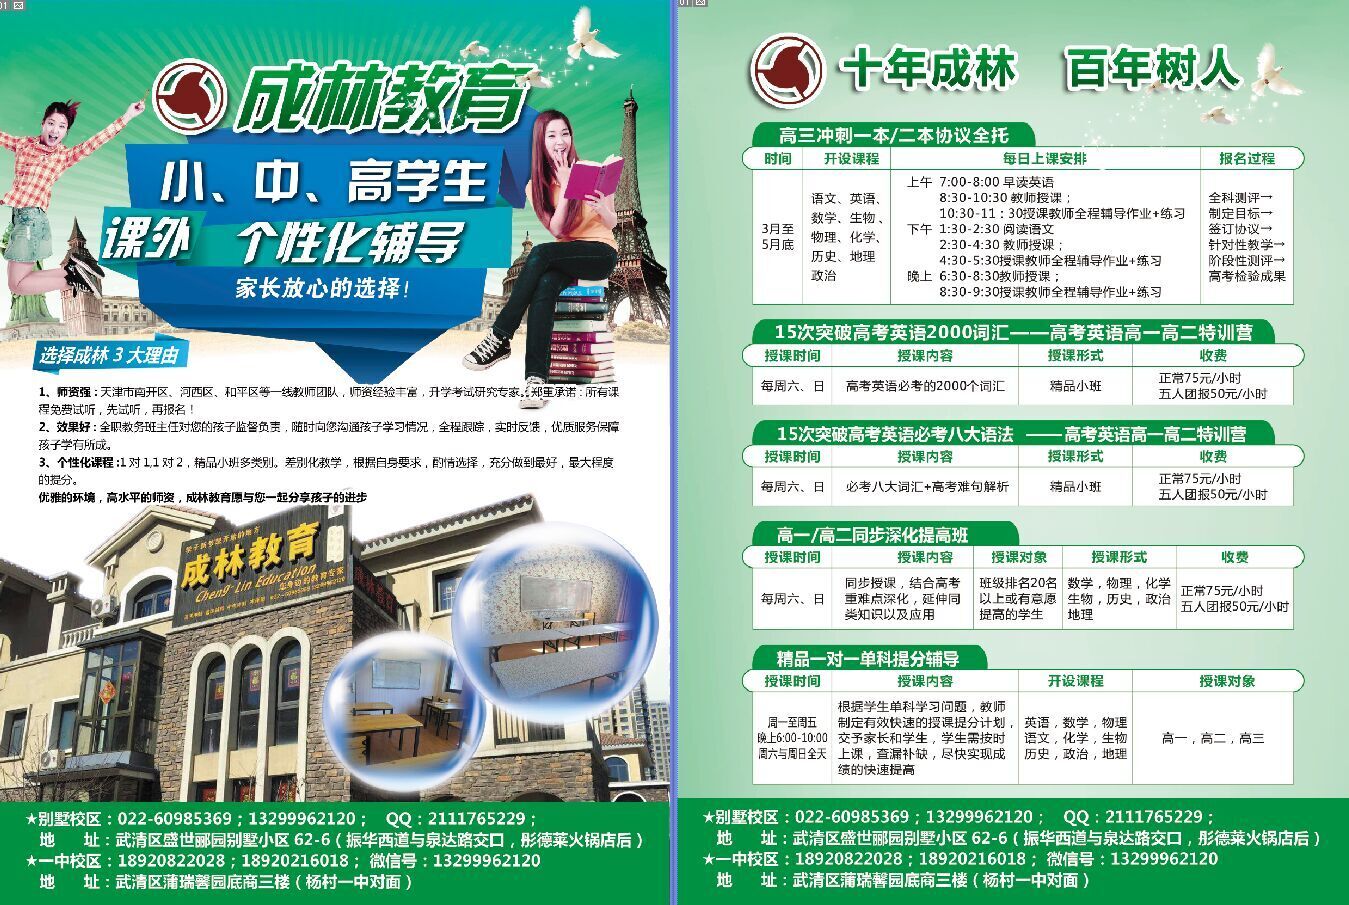 成林教育
小、中、高学生
课外 个性化辅导
家长放心的选择！
选择成林 3 大理由
1、师资强：天津市南开区、河西区、和平区等一线教师团队，师资经验丰富，升学考试研究专家。郑重承诺：所有课
程免费试听，先试听，再报名！
2、效果好：全职教务班主任对您的孩子监督负责，随时向您沟通孩子学习情况，全程跟踪，实时反馈，优质服务保障
孩子学有所成。
3、个性化课程：1 对 1,1 对 2，精品小班多类别。差别化教学，根据自身要求，酌情选择，充分做到最好，最大程度
的提分。
优雅的环境，高水平的师资，成林教育愿与您一起分享孩子的进步
成林教育
Cheng Lin Education
★别墅校区：022-60985369；13299962120； QQ：2111765229；
地 址：武清区盛世郦园别墅小区 62-6（振华西道与泉达路交口，彤德莱火锅店后）
★一中校区：18920822028；18920216018； 微信号：13299962120
地 址：武清区蒲瑞馨园底商三楼（杨村一中对面）
十年成林 百年树人
高三冲刺一本/二本协议全托
时间 开设课程 每日上课安排 报名过程
3月至
5月底
语文、英语、
数学、生物、
物理、化学、
历史、地理
政治
上午 7:00-8:00 早读英语
8:30-10:30 教师授课；
10:30-11：30授课教师全程辅导作业+练习
下午 1:30-2:30 阅读语文
2:30-4:30 教师授课；
4:30-5:30授课教师全程辅导作业+练习
晚上 6:30-8:30教师授课；
8:30-9:30授课教师全程辅导作业+练习
全科测评→
制定目标→
签订协议→
针对性教学→
阶段性测评→
高考检验成果
15次突破高考英语2000词汇——高考英语高一高二特训营
授课时间 授课内容 授课形式 收费
每周六、日 高考英语必考的2000个词汇 精品小班
正常75元/小时
五人团报50元/小时
15次突破高考英语必考八大语法 ——高考英语高一高二特训营
授课时间 授课内容 授课形式 收费
每周六、日 必考八大词汇+高考难句解析 精品小班
正常75元/小时
五人团报50元/小时
高一/高二同步深化提高班
授课时间 授课内容 授课对象 授课形式 收费
每周六、日
同步授课，结合高考
重难点深化，延伸同
类知识以及应用
班级排名20名
以上或有意愿
提高的学生
数学，物理，化学
生物，历史，政治
地理
正常75元/小时
五人团报50元/小时
精品一对一单科提分辅导
授课时间 授课内容 开设课程 授课对象
周一至周五
晚上6:00-10:00
周六与周日全天
根据学生单科学习问题，教师
制定有效快速的授课提分计划，
交予家长和学生，学生需按时
上课，查漏补缺，尽快实现成
绩的快速提高
英语，数学，物理
语文，化学，生物
历史，政治，地理
高一，高二，高三
★别墅校区：022-60985369；13299962120； QQ：2111765229；
地 址：武清区盛世郦园别墅小区 62-6（振华西道与泉达路交口，彤德莱火锅店后）
★一中校区：18920822028；18920216018； 微信号：13299962120
地 址：武清区蒲瑞馨园底商三楼（杨村一中对面）